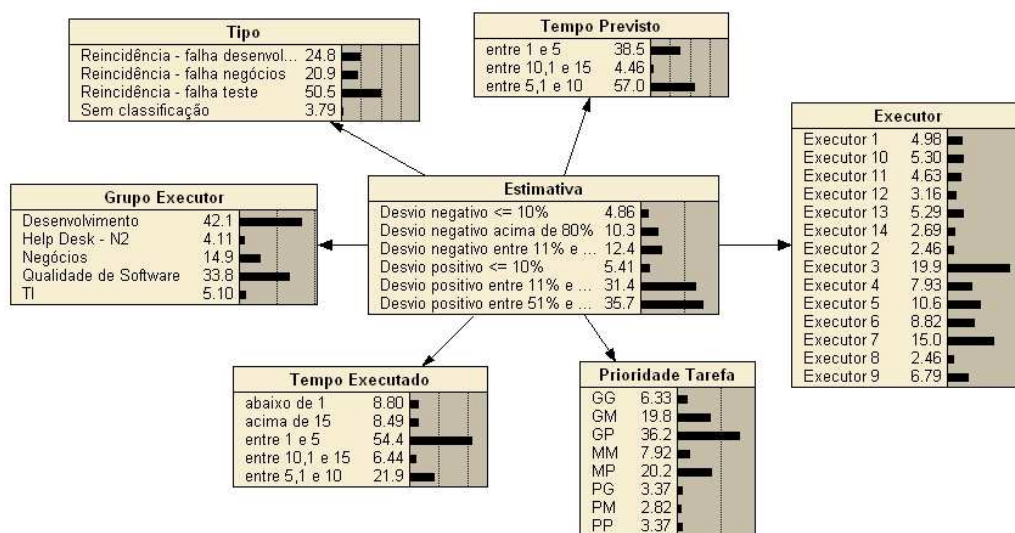 Tipo
Reincidência - falha desenvol... 24.8
Reincidência - falha negócios 20.9
Reincidência - falha teste 50.5
Sem classificação 3.79
Tempo Previsto
entre 1 e 5 38.5
entre 10,1 e 15 4.46
entre 5,1 e 10 57.0
Executor
Executor 1 4.98
Executor 10 5.30
Executor 11 4.63
Executor 12 3.16
Executor 13 5.29
Executor 14 2.69
Executor 2 2.46
Executor 3 19.9
Executor 4 7.93
Executor 5 10.6
Executor 6 8.82
Executor 7 15.0
Executor 8 2.46
Executor 9 6.79
Grupo Executor
Desenvolvimento 42.1
Help Desk - N2 4.11
Negócios 14.9
Qualidade de Software 33.8
TI 5.10
Estimativa
Desvio negativo <= 10% 4.86
Desvio negativo acima de 80% 10.3
Desvio negativo entre 11% e ... 12.4
Desvio positivo <= 10% 5.41
Desvio positivo entre 11% e ... 31.4
Desvio positivo entre 51% e ... 35.7
Tempo Executado
abaixo de 1 8.80
acima de 15 8.49
entre 1 e 5 54.4
entre 10,1 e 15 6.44
entre 5,1 e 10 21.9
Prioridade Tarefa
GG 6.33
GM 19.8
GP 36.2
MM 7.92
MP 20.2
PG 3.37
PM 2.82
PP 3.37